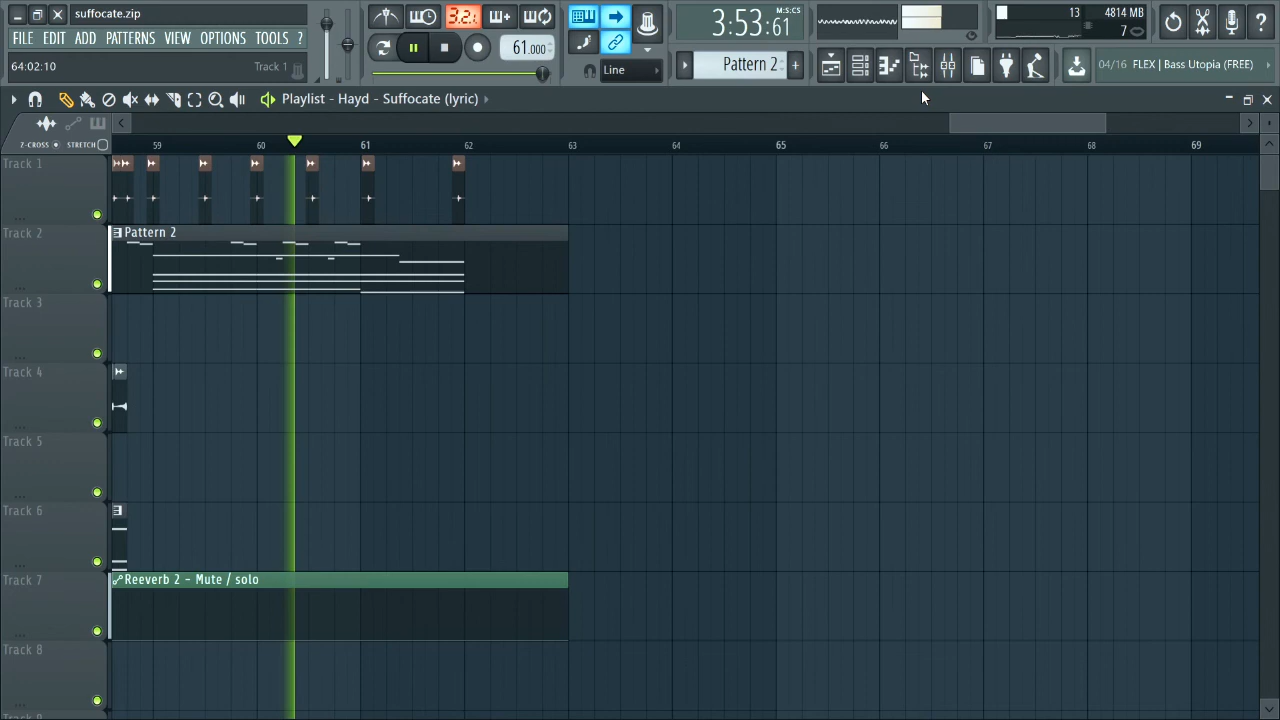 suffocate.zip
FILE EDIT ADD PATTERNS VIEW OPTIONS TOOLS ?
64:02:10 Track 1
3.2.
61.000
Line
M:S:CS
3:53:61
Pattern 2
+
13 4814 MB
7
04/16 FLEX | Bass Utopia (FREE)
Playlist - Hayd - Suffocate (lyric)
Z-CROSS STRETCH
59 60 61 62 63 64 65 66 67 68 69
Track 1
Track 2
Pattern 2
Track 3
Track 4
Track 5
Track 6
Track 7
Reeverb 2 - Mute / solo
Track 8